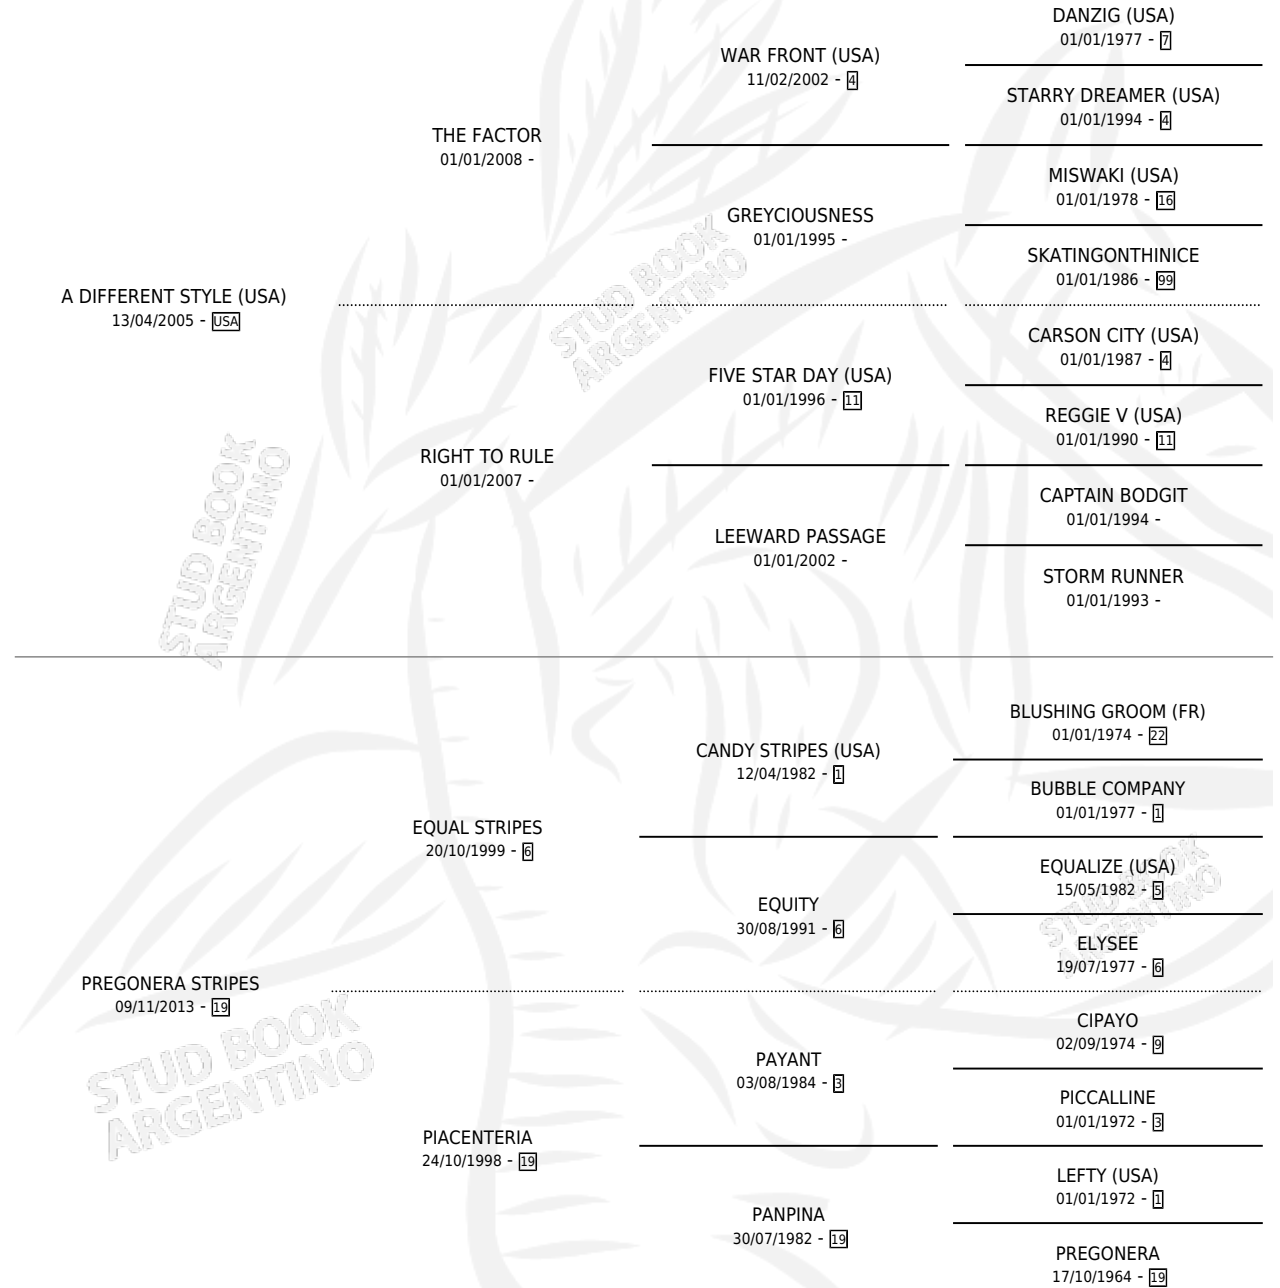 DANZIG (USA)
01/01/1977 - 7
WAR FRONT (USA)
11/02/2002 - 4
STARRY DREAMER (USA)
01/01/1994 - 4
THE FACTOR
01/01/2008 -
MISWAKI (USA)
01/01/1978 - 16
GREYCIOUSNESS
01/01/1995 -
SKATINGONTHINICE
01/01/1986 - 99
A DIFFERENT STYLE (USA)
13/04/2005 - USA
STUD BOOK
ARGENTINO
CARSON CITY (USA)
01/01/1987 - 4
FIVE STAR DAY (USA)
01/01/1996 - 11
REGGIE V (USA)
01/01/1990 - 11
RIGHT TO RULE
01/01/2007 -
CAPTAIN BODGIT
01/01/1994 -
LEEWARD PASSAGE
01/01/2002 -
STORM RUNNER
01/01/1993 -
STUD BOOK
ARGENTINO
BLUSHING GROOM (FR)
01/01/1974 - 22
CANDY STRIPES (USA)
12/04/1982 - 1
BUBBLE COMPANY
01/01/1977 - 1
EQUAL STRIPES
20/10/1999 - 6
EQUALIZE (USA)
15/05/1982 - 5
EQUITY
30/08/1991 - 6
ELYSEE
19/07/1977 - 6
STUD BOOK
ARGENTINO
PREGONERA STRIPES
09/11/2013 - 19
STUD BOOK
ARGENTINO
CIPAYO
02/09/1974 - 9
PAYANT
03/08/1984 - 3
PICCALLINE
01/01/1972 - 3
PIACENTERIA
24/10/1998 - 19
LEFTY (USA)
01/01/1972 - 1
PANPINA
30/07/1982 - 19
PREGONERA
17/10/1964 - 19